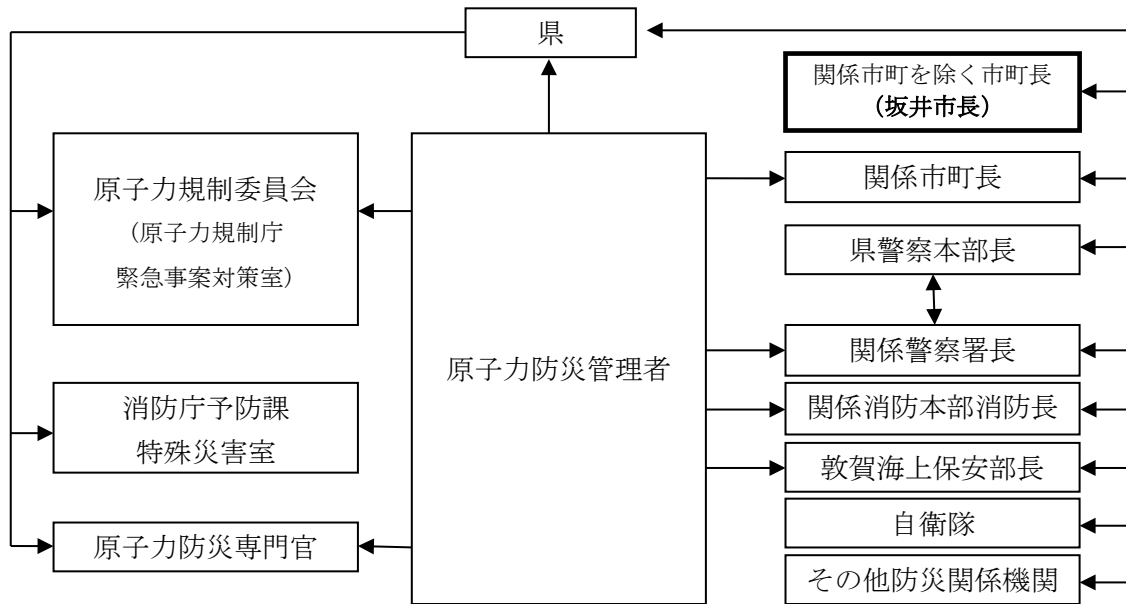 県
関係市町を除く市町長
（坂井市長）
関係市町長
原子力規制委員会
（原子力規制庁
緊急事案対策室）
県警察本部長
原子力防災管理者
関係警察署長
消防庁予防課
特殊災害室
関係消防本部消防長
敦賀海上保安部長
自衛隊
原子力防災専門官
その他防災関係機関